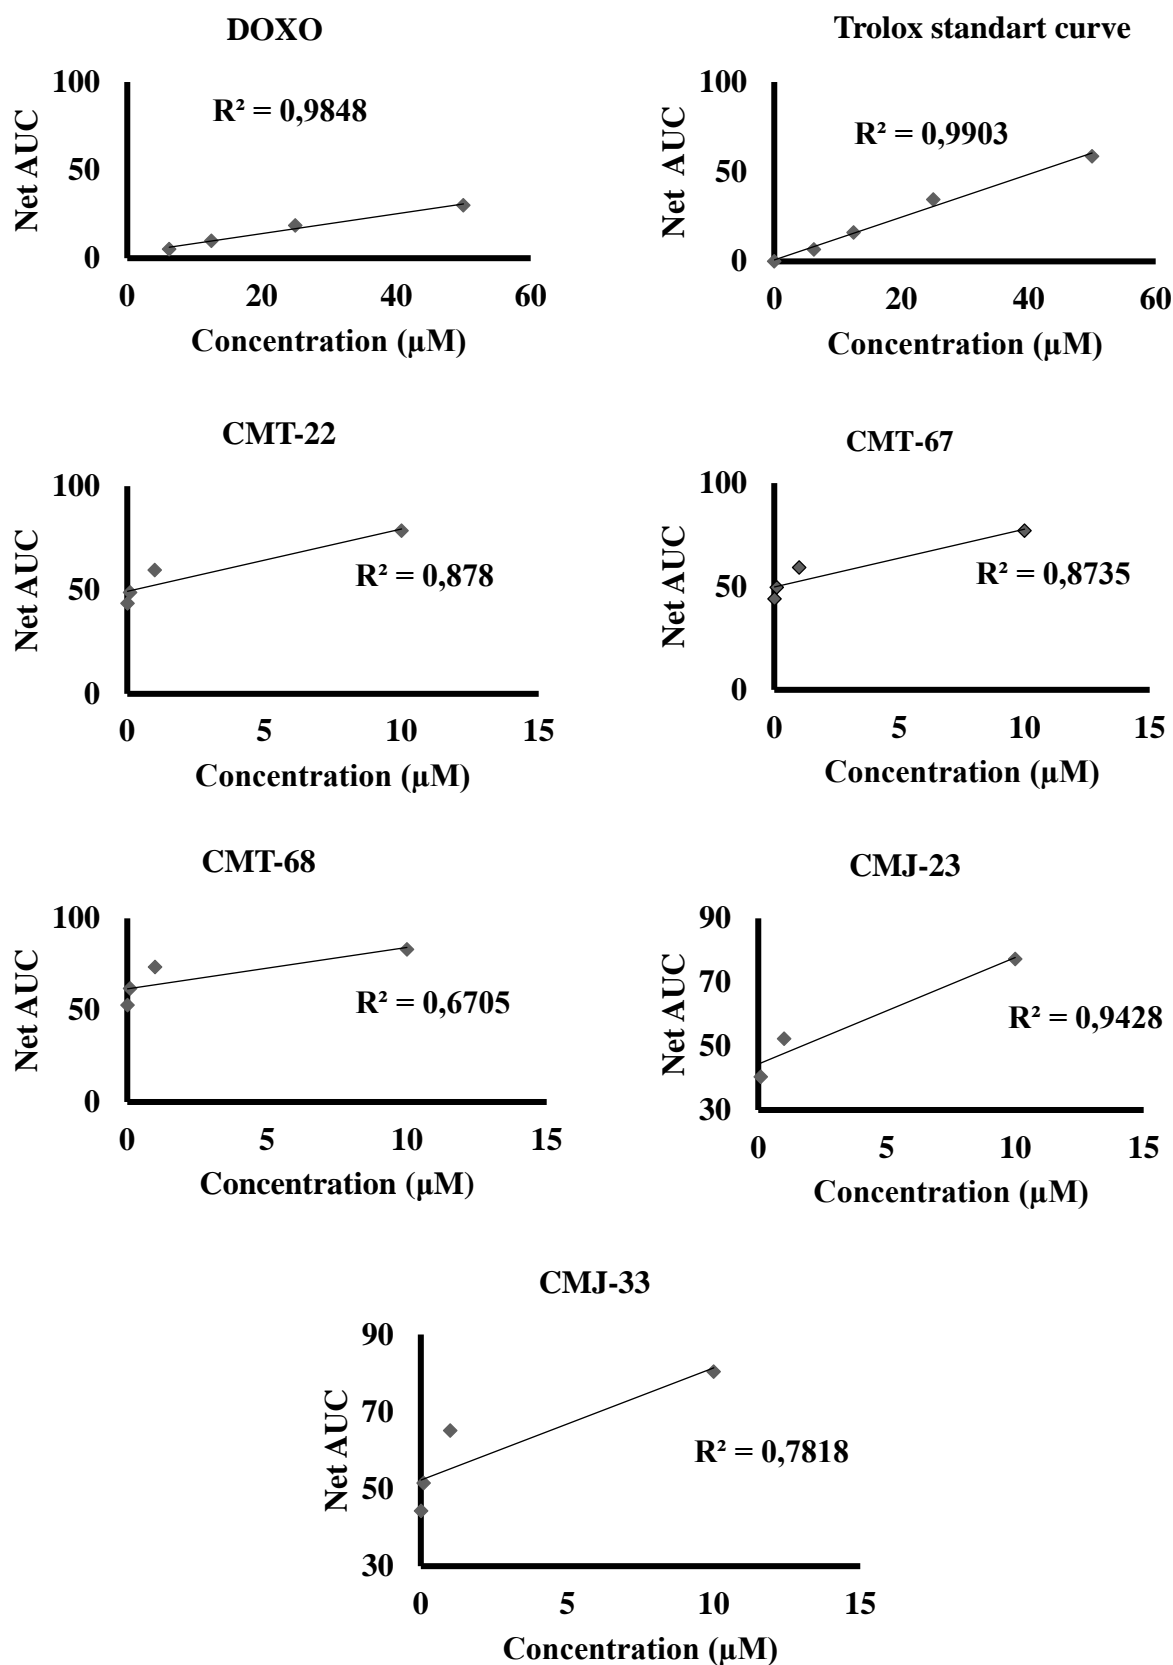 DOXO
100
50
0
Net AUC
R² = 0,9848
0 20 40 60
Concentration (µM)
Trolox standart curve
100
50
0
Net AUC
R² = 0,9903
0 20 40 60
Concentration (µM)
CMT-22
100
50
0
Net AUC
R² = 0,878
0 5 10 15
Concentration (µM)
CMT-67
100
50
0
Net AUC
R² = 0,8735
0 5 10 15
Concentration (µM)
CMT-68
100
50
0
Net AUC
R² = 0,6705
0 5 10 15
Concentration (µM)
CMJ-23
90
70
50
30
Net AUC
R² = 0,9428
0 5 10 15
Concentration (µM)
CMJ-33
90
70
50
30
Net AUC
R² = 0,7818
0 5 10 15
Concentration (µM)